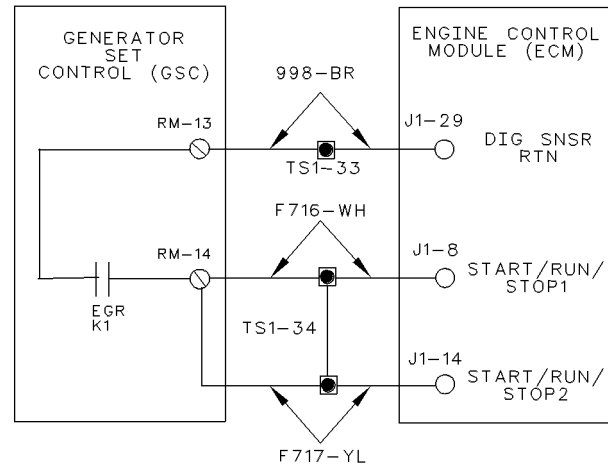 GENERATOR
SET
CONTROL (GSC)
ENGINE CONTROL
MODULE (ECM)
998-BR
RM-13
J1-29
DIG SNSR
RTN
TS1-33
F716-WH
RM-14
J1-8
START/RUN/
STOP1
EGR
K1
TS1-34
J1-14
START/RUN/
STOP2
F717-YL